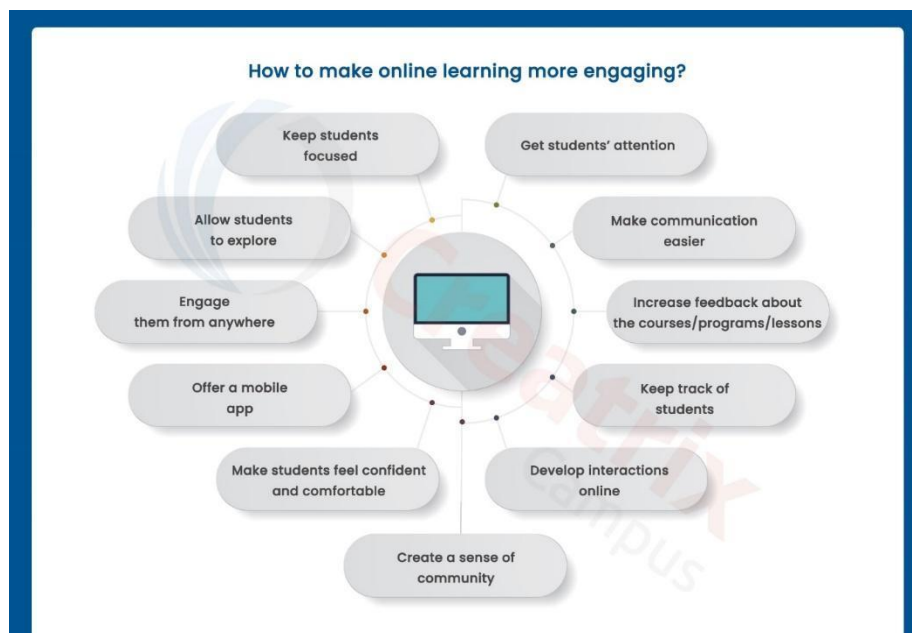 How to make online learning more engaging?
Keep students
focused
Get students' attention
Allow students
to explore
Make communication
easier
Engage
them from anywhere
Increase feedback about
the courses/programs/lessons
Offer a mobile
app
Keep track of
students
Make students feel confident
and comfortable
Develop interactions
online
Create a sense of
community
Creatrix
Campus